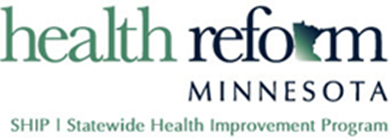 health reform
MINNESOTA
SHIP | Statewide Health Improvement Program